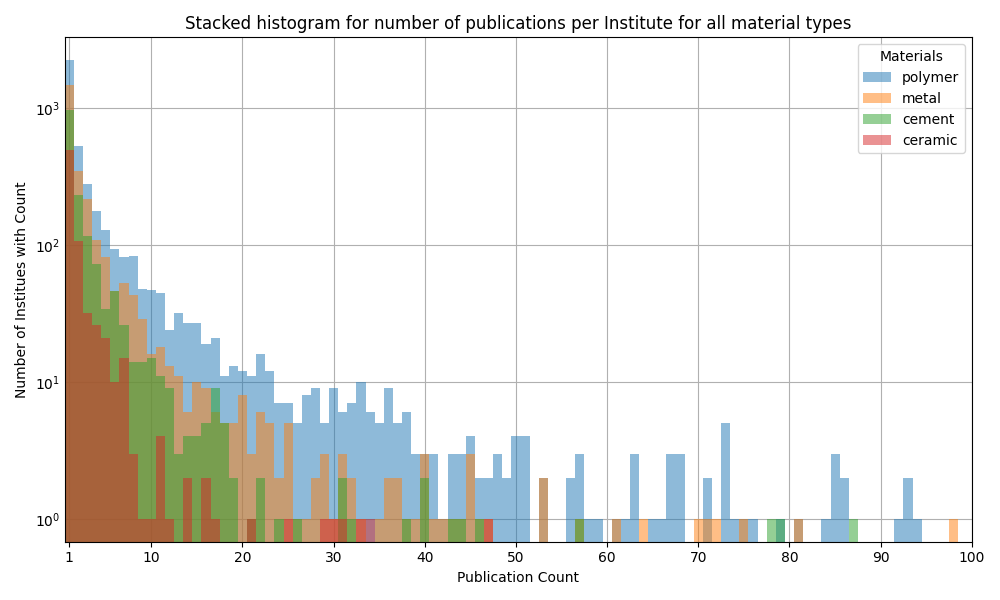 Stacked histogram for number of publications per Institute for all material types
Materials
polymer
metal
cement
ceramic
Number of Institues with Count
10³
10²
10¹
10⁰
1 10 20 30 40 50 60 70 80 90 100
Publication Count